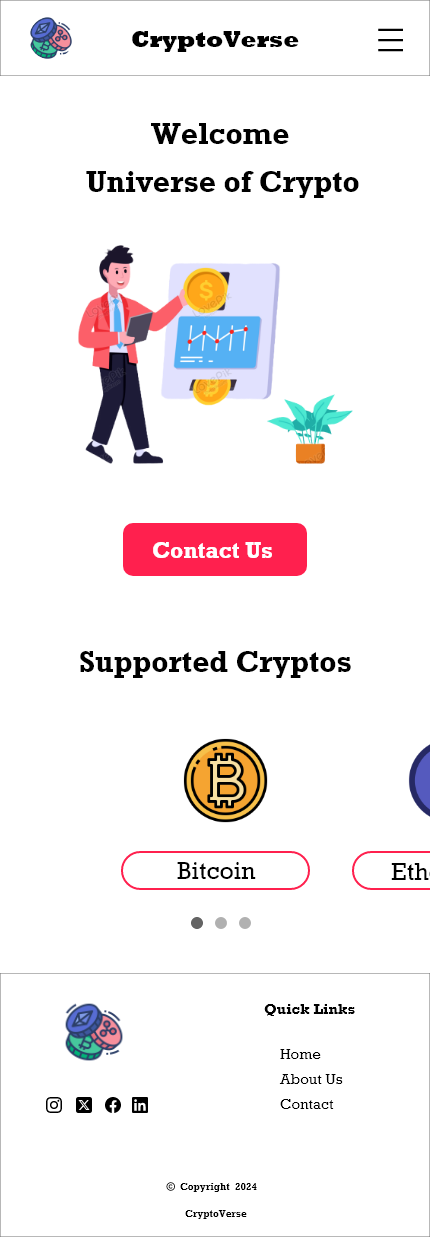 CryptoVerse
Welcome
Universe of Crypto
Contact Us
Supported Cryptos
Bitcoin
Eth
Quick Links
Home
About Us
Contact
© Copyright 2024
CryptoVerse